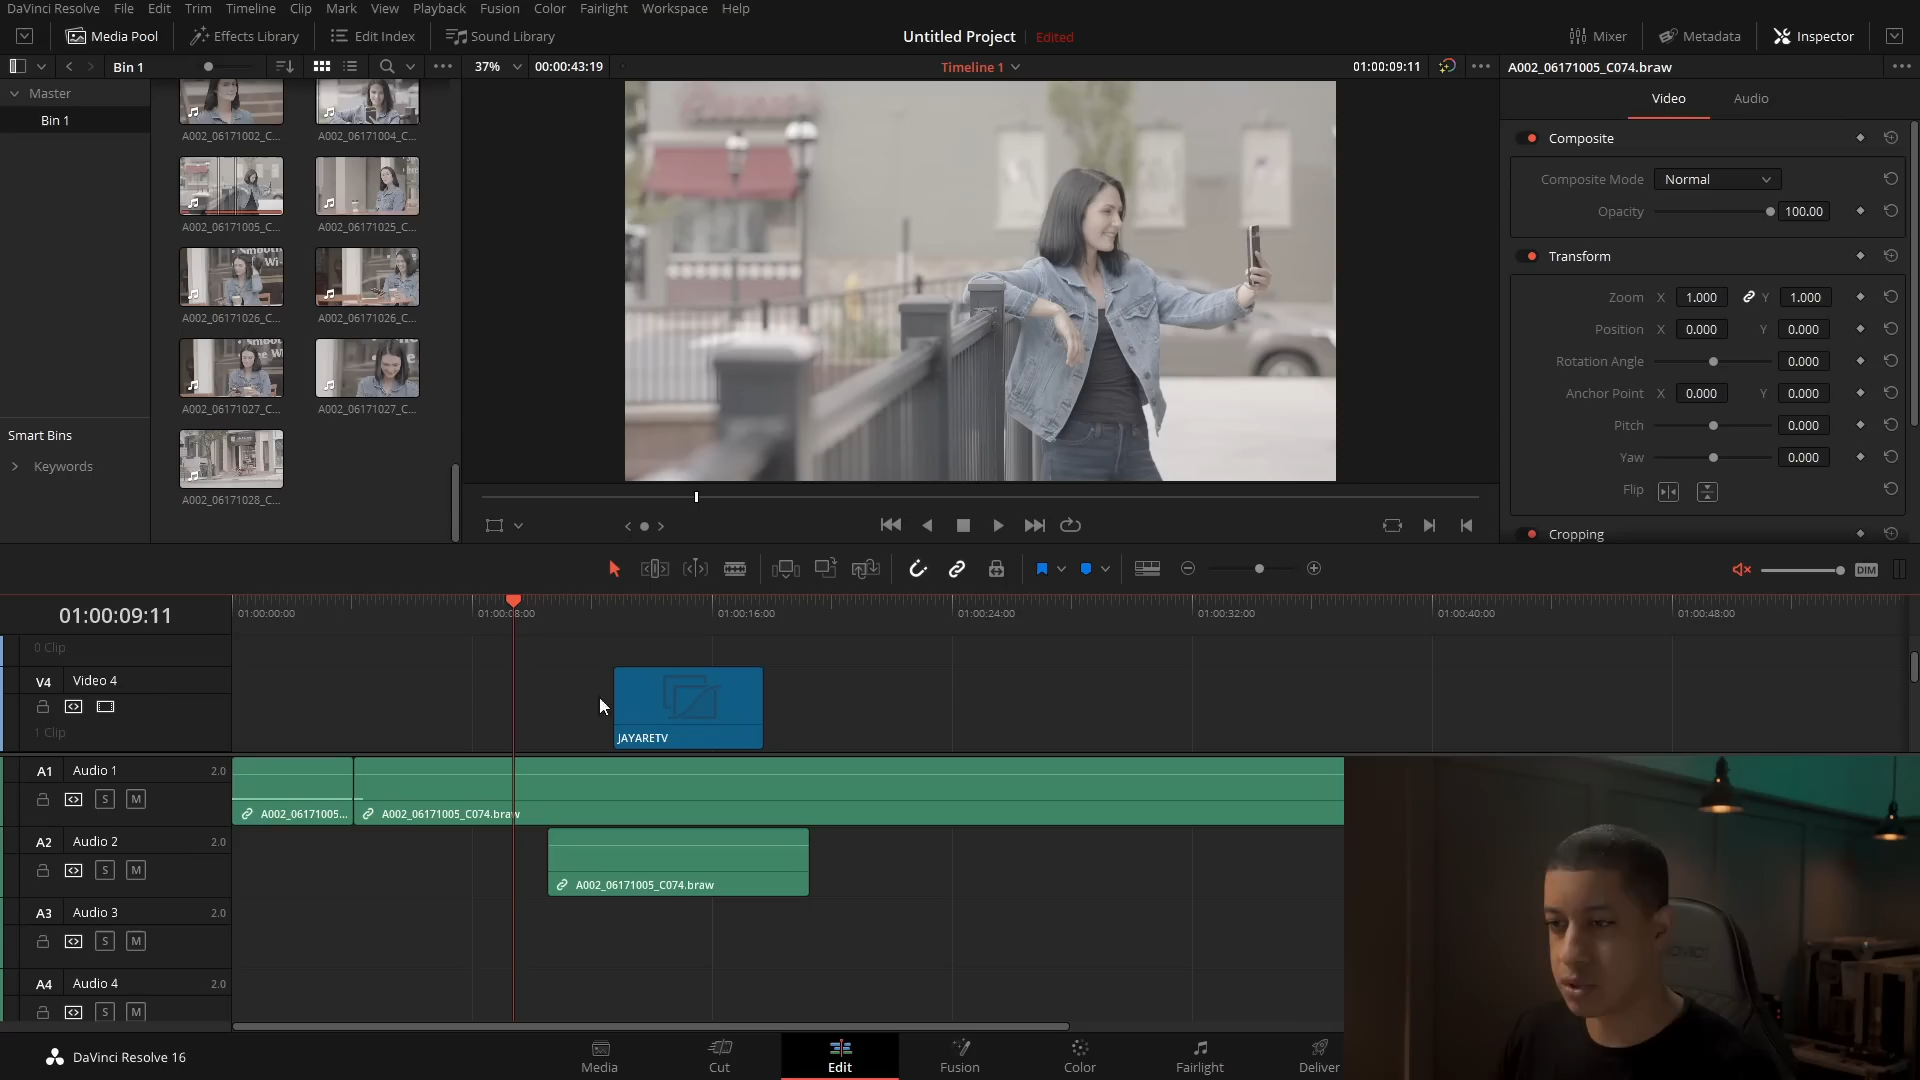 DaVinci Resolve File Edit Trim Timeline Clip Mark View Playback Fusion Color Fairlight Workspace Help
Media Pool Effects Library Edit Index Sound Library Untitled Project Edited Mixer Metadata Inspector
Bin 1 37% 00:00:43:19 Timeline 1 01:00:09:11 A002_06171005_C074.braw
Master
Bin 1
A002_06171002_C... A002_06171004_C...
A002_06171005_C... A002_06171025_C...
A002_06171026_C... A002_06171026_C...
A002_06171027_C... A002_06171027_C...
A002_06171028_C...
Smart Bins
Keywords
Video Audio
Composite
Composite Mode Normal
Opacity 100.00
Transform
Zoom X 1.000 Y 1.000
Position X 0.000 Y 0.000
Rotation Angle 0.000
Anchor Point X 0.000 Y 0.000
Pitch 0.000
Yaw 0.000
Flip
Cropping
DIM
01:00:09:11 01:00:00:00 01:00:08:00 01:00:16:00 01:00:24:00 01:00:32:00 01:00:40:00 01:00:48:00
0 Clip
V4 Video 4
1 Clip
JAYARETV
A1 Audio 1 2.0
S M
A002_06171005... A002_06171005_C074.braw
A2 Audio 2 2.0
S M
A002_06171005_C074.braw
A3 Audio 3 2.0
S M
A4 Audio 4 2.0
S M
DaVinci Resolve 16 Media Cut Edit Fusion Color Fairlight Deliver